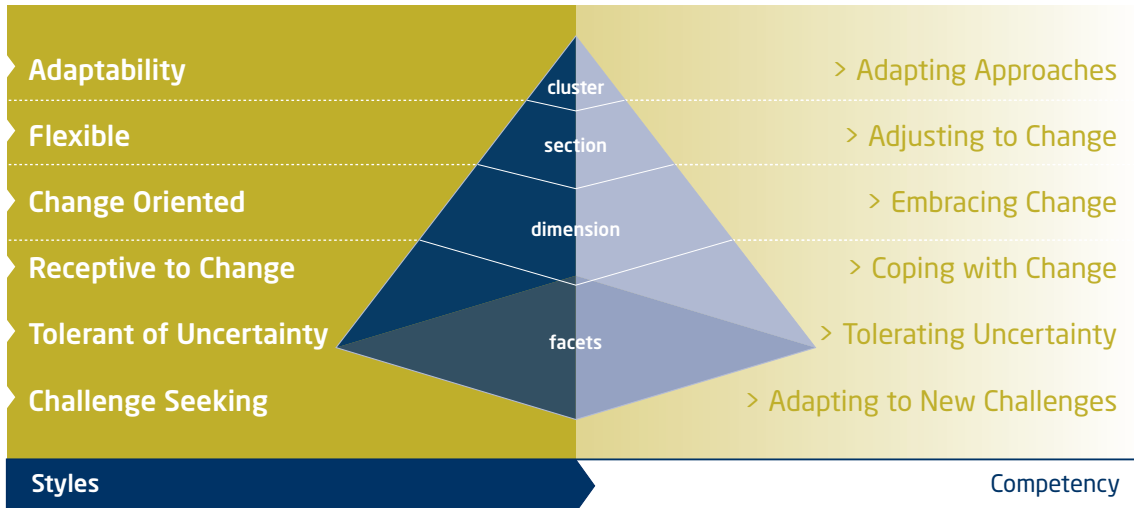 Adaptability
cluster
> Adapting Approaches
Flexible
section
> Adjusting to Change
Change Oriented
dimension
> Embracing Change
Receptive to Change
> Coping with Change
Tolerant of Uncertainty
facets
> Tolerating Uncertainty
Challenge Seeking
> Adapting to New Challenges
Styles
Competency